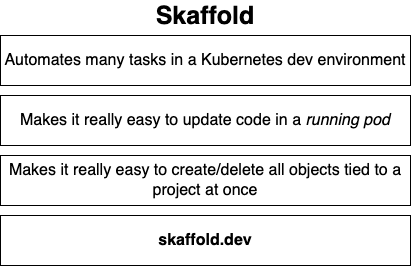 Skaffold
Automates many tasks in a Kubernetes dev environment
Makes it really easy to update code in a running pod
Makes it really easy to create/delete all objects tied to a
project at once
skaffold.dev